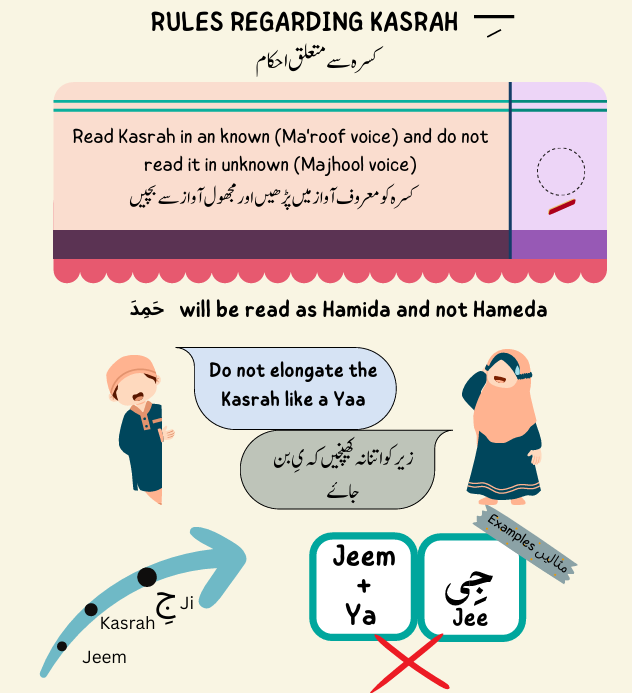 RULES REGARDING KASRAH
کسرہ سے متعلق احکام
Read Kasrah in an known (Ma'roof voice) and do not
read it in unknown (Majhool voice)
کسرہ کو معروف آواز میں پڑھیں اور مجھول آواز سے بچیں
حَمِدَ will be read as Hamida and not Hameda
Do not elongate the
Kasrah like a Yaa
زیر کو اتنا نہ کھینچیں کہ ي بن
جائے
Examples مثالیں
Jeem
+
Ya
جِی
Jee
جِ Ji
Kasrah
Jeem